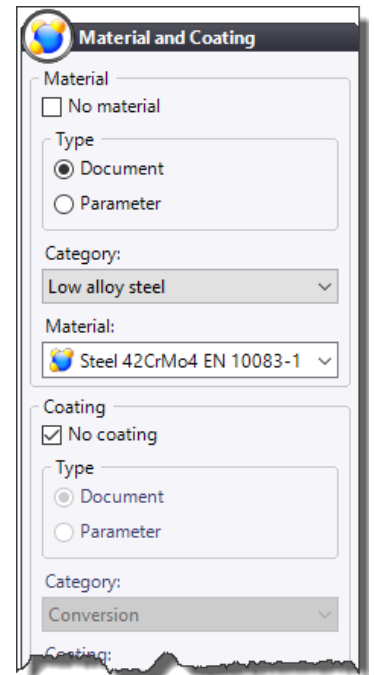 Material and Coating
Material
No material
Type
Document
Parameter
Category:
Low alloy steel
Material:
Steel 42CrMo4 EN 10083-1
Coating
No coating
Type
Document
Parameter
Category:
Conversion
Coating: